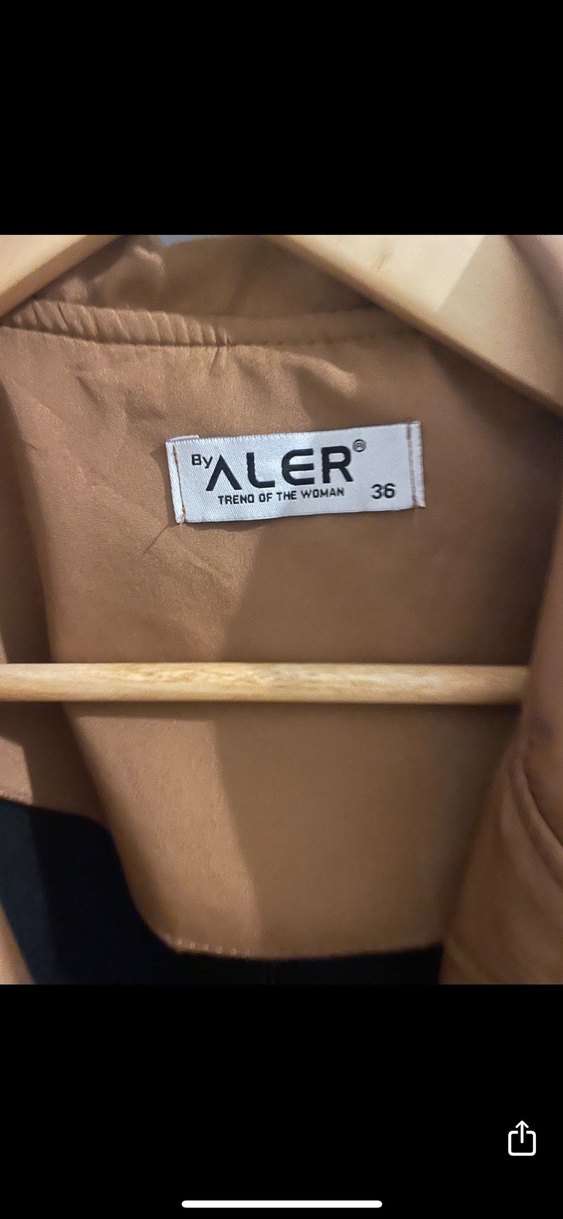 By ALER®
TREND OF THE WOMAN 36